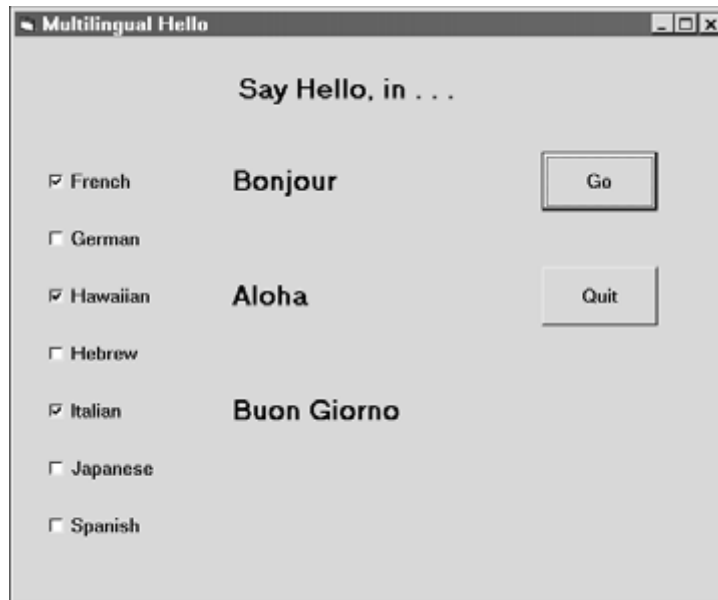 Multilingual Hello
Say Hello, in . . .
French Bonjour Go
German
Hawaiian Aloha Quit
Hebrew
Italian Buon Giorno
Japanese
Spanish